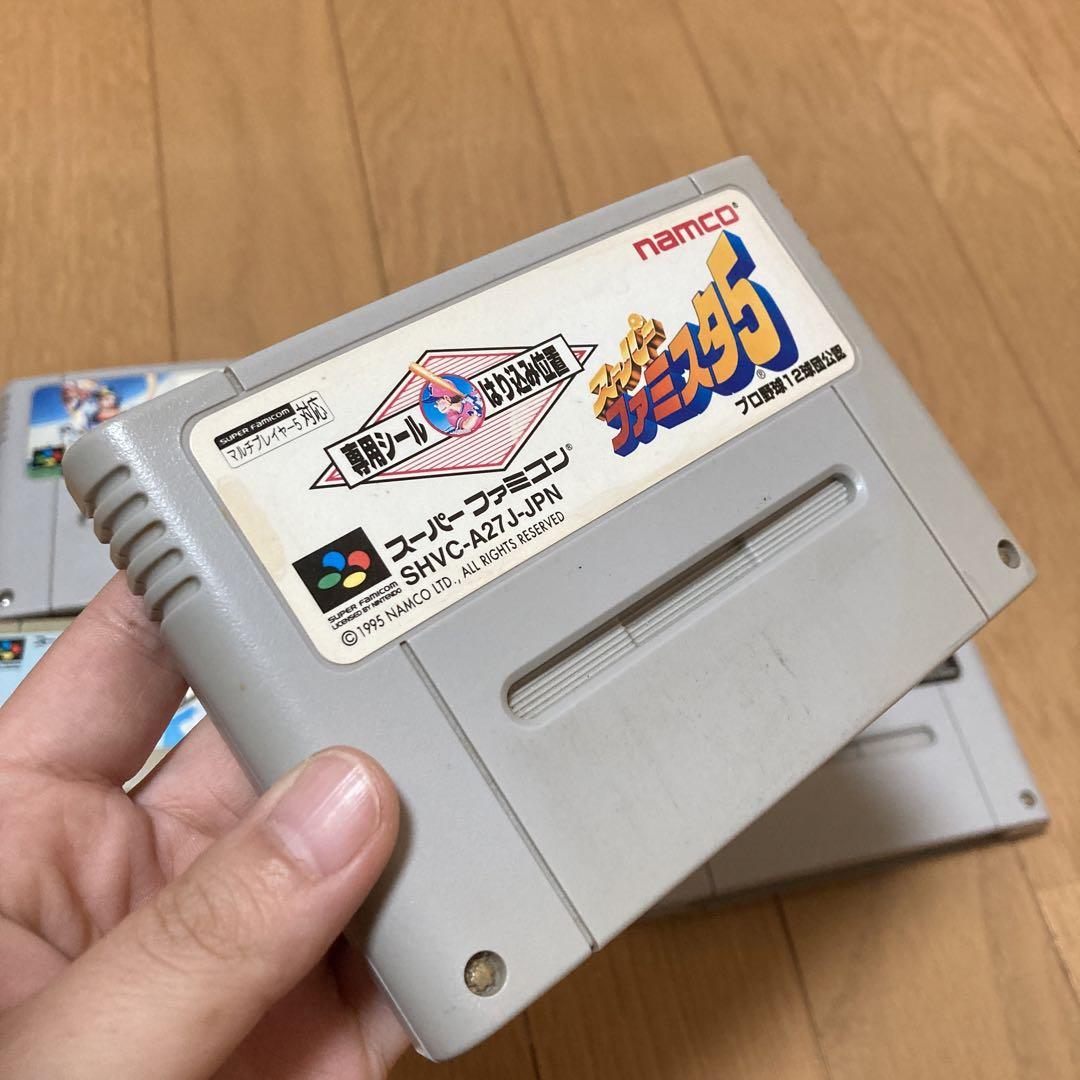 namco
スーパー
ファミスタ5
プロ野球12球団公認
SUPER FAMICOM
マルチプレイヤー5対応
専用シール
はり込み位置
スーパーファミコン
SHVC-A27J-JPN
SUPER FAMICOM
LICENSED BY NINTENDO
©1995 NAMCO LTD., ALL RIGHTS RESERVED